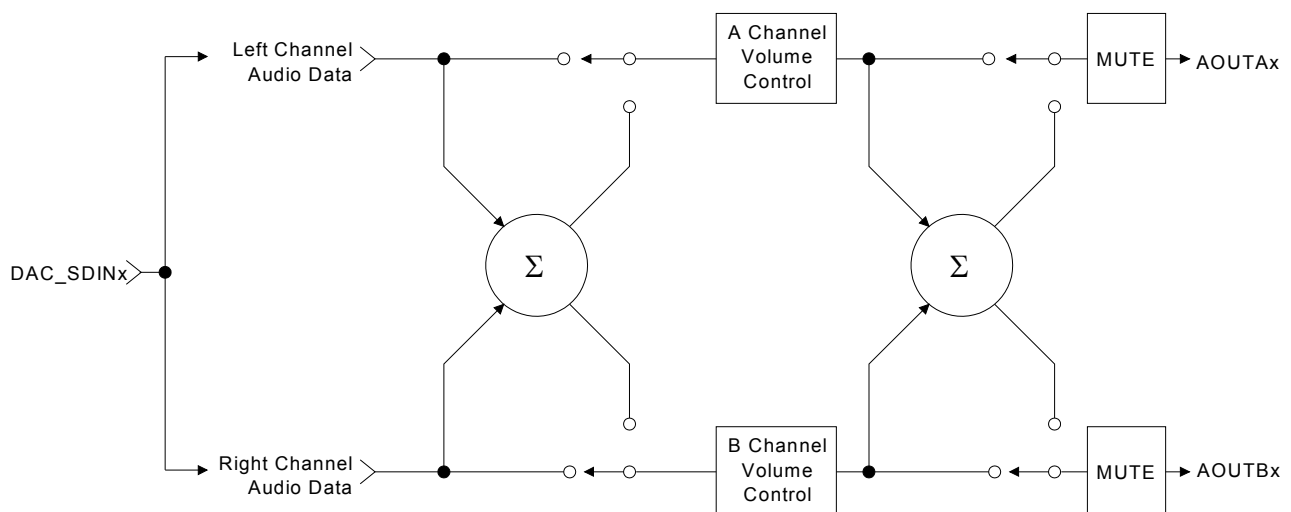 Left Channel
Audio Data
A Channel
Volume
Control
MUTE
AOUTAx
DAC_SDINx
Σ
Σ
Right Channel
Audio Data
B Channel
Volume
Control
MUTE
AOUTBx